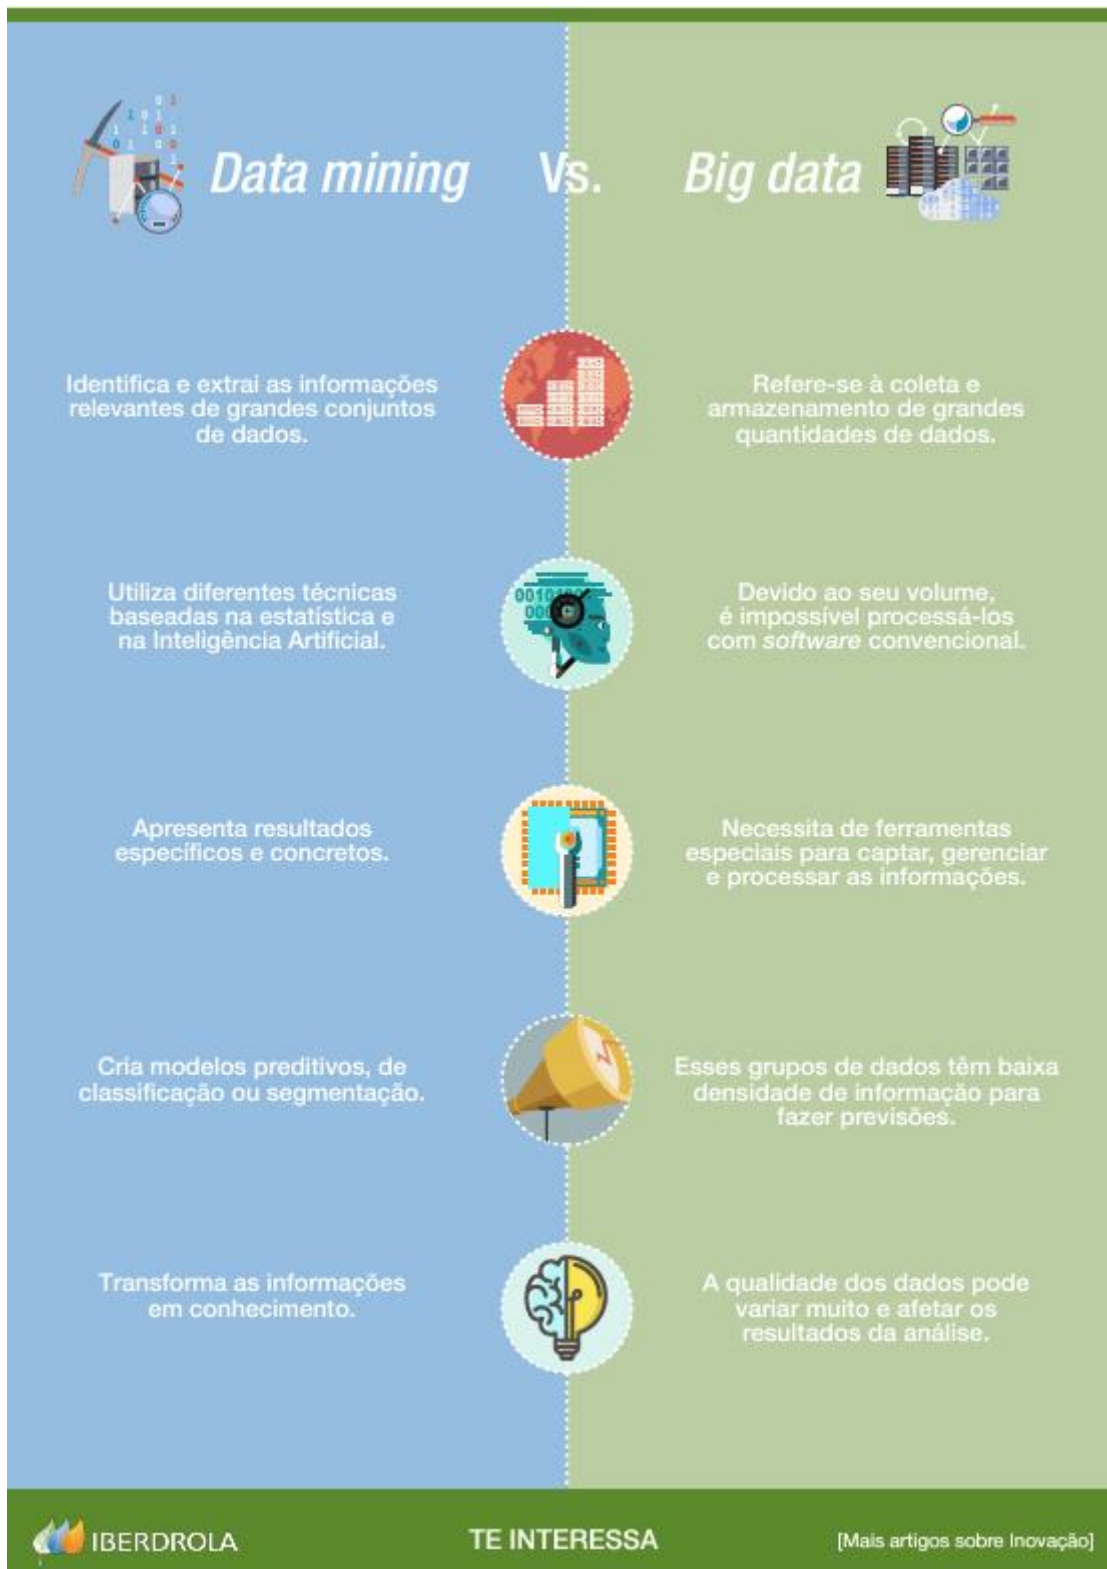 Data mining Vs. Big data
Identifica e extrai as informações
relevantes de grandes conjuntos
de dados.
Refere-se à coleta e
armazenamento de grandes
quantidades de dados.
Utiliza diferentes técnicas
baseadas na estatística e
na Inteligência Artificial.
Devido ao seu volume,
é impossível processá-los
com software convencional.
Apresenta resultados
específicos e concretos.
Necessita de ferramentas
especiais para captar, gerenciar
e processar as informações.
Cria modelos preditivos, de
classificação ou segmentação.
Esses grupos de dados têm baixa
densidade de informação para
fazer previsões.
Transforma as informações
em conhecimento.
A qualidade dos dados pode
variar muito e afetar os
resultados da análise.
IBERDROLA
TE INTERESSA
[Mais artigos sobre Inovação]